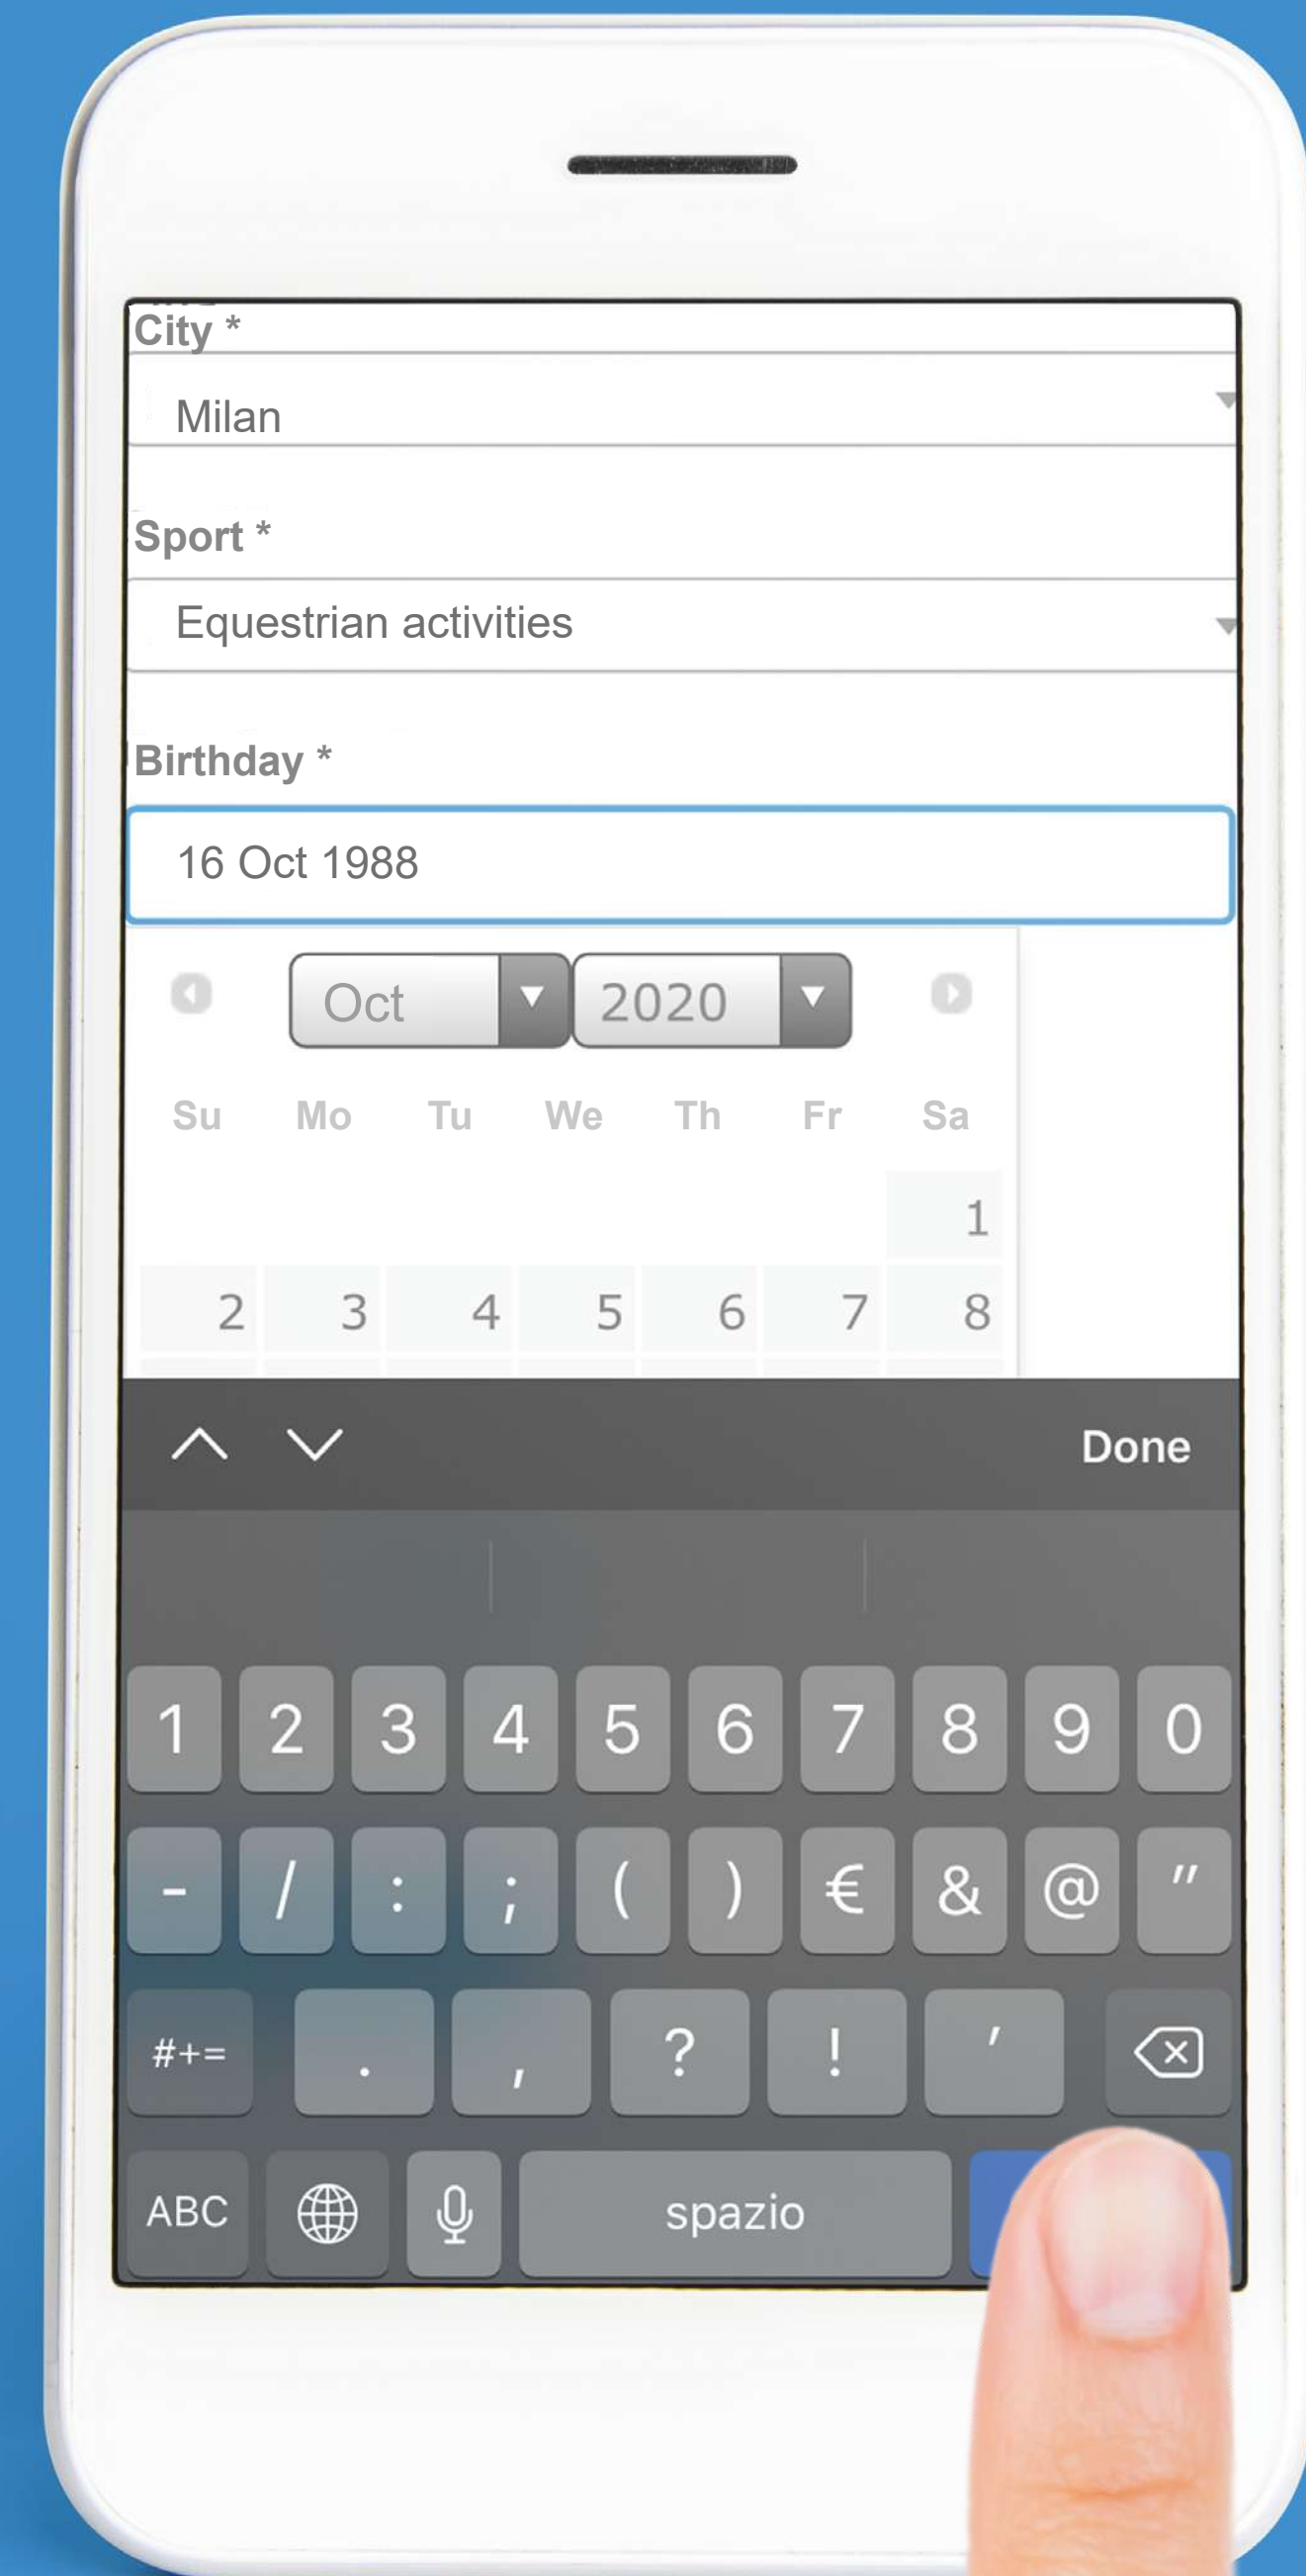 City *
Milan
Sport *
Equestrian activities
Birthday *
16 Oct 1988
Oct 2020
Su Mo Tu We Th Fr Sa
1
2 3 4 5 6 7 8
Done
1 2 3 4 5 6 7 8 9 0
- / : ; ( ) € & @ "
#+= . , ? ! '
ABC spazio